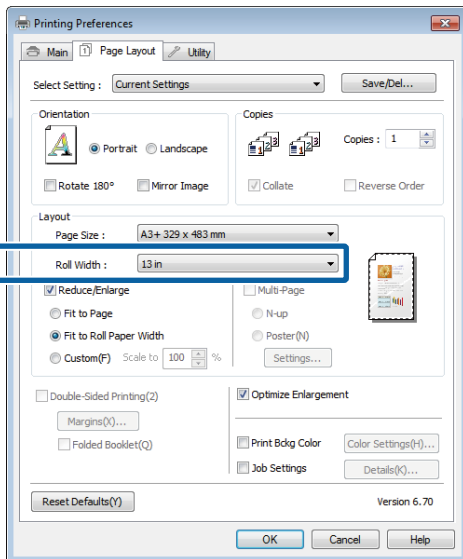 Printing Preferences
Main Page Layout Utility
Select Setting : Current Settings Save/Del...
Orientation
Portrait Landscape
Rotate 180° Mirror Image
Copies
Copies : 1
Collate Reverse Order
Layout
Page Size : A3+ 329 x 483 mm
Roll Width : 13 in
Reduce/Enlarge
Fit to Page
Fit to Roll Paper Width
Custom(F) Scale to 100 %
Multi-Page
N-up
Poster(N)
Settings...
Double-Sided Printing(2)
Margins(X)...
Folded Booklet(Q)
Optimize Enlargement
Print Bckg Color Color Settings(H)...
Job Settings Details(K)...
Reset Defaults(Y) Version 6.70
OK Cancel Help